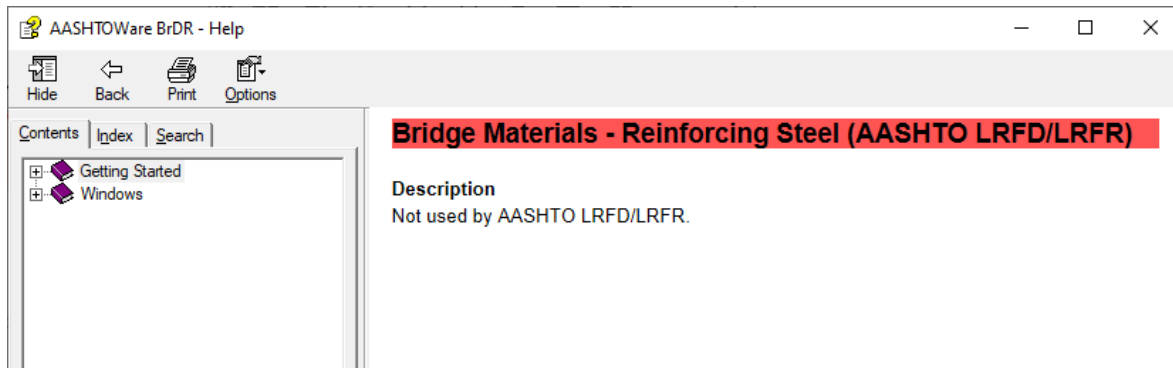 AASHTOWare BrDR - Help
Hide Back Print Options
Contents Index Search
Getting Started
Windows
Bridge Materials - Reinforcing Steel (AASHTO LRFD/LRFR)
Description
Not used by AASHTO LRFD/LRFR.